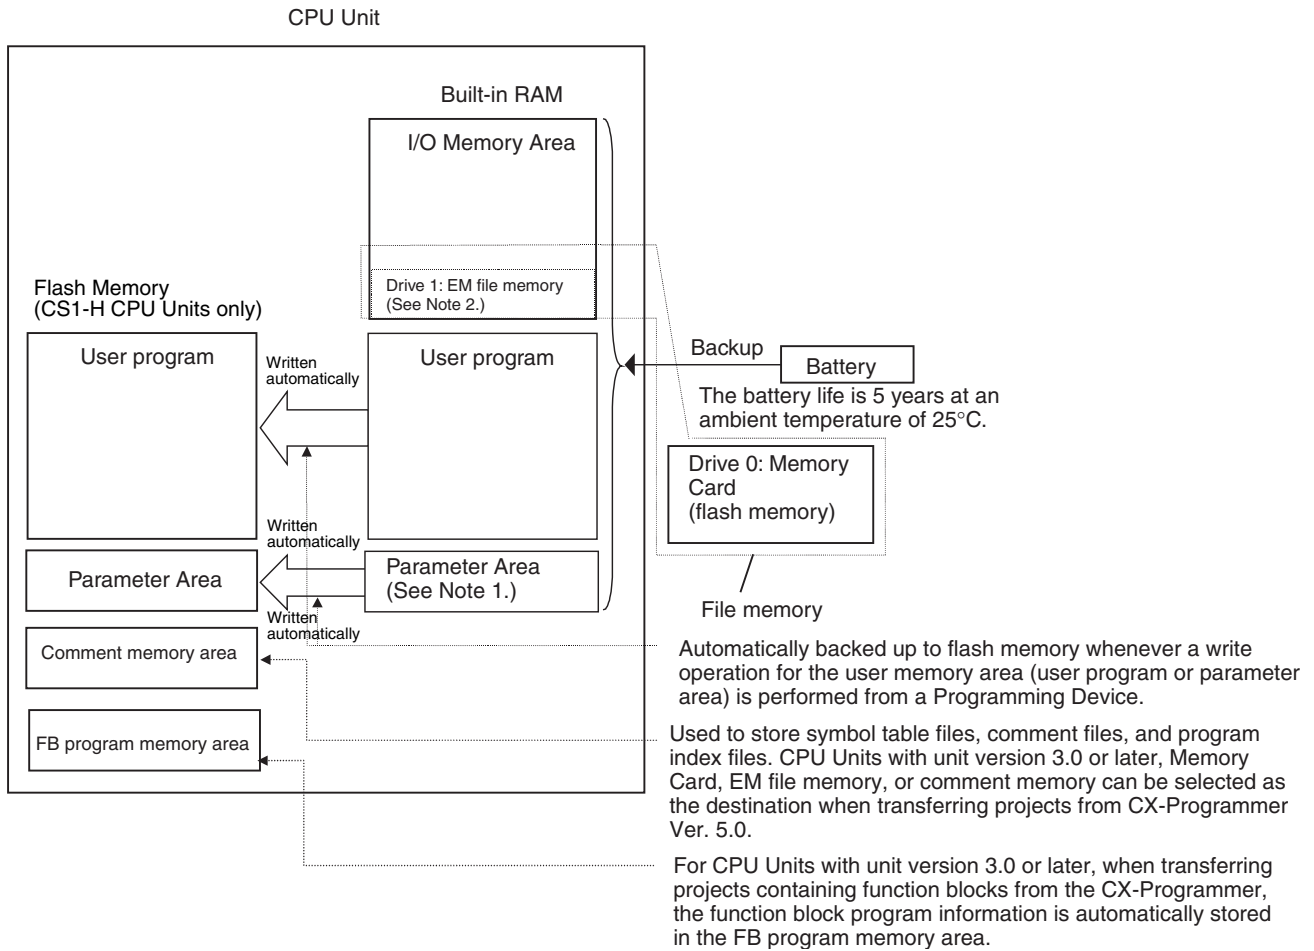 CPU Unit
Built-in RAM
I/O Memory Area
Drive 1: EM file memory
(See Note 2.)
Flash Memory
(CS1-H CPU Units only)
User program
Written
automatically
User program
Backup
Battery
The battery life is 5 years at an
ambient temperature of 25°C.
Drive 0: Memory
Card
(flash memory)
Written
automatically
Parameter Area
Parameter Area
(See Note 1.)
File memory
Written
automatically
Comment memory area
Automatically backed up to flash memory whenever a write
operation for the user memory area (user program or parameter
area) is performed from a Programming Device.
FB program memory area
Used to store symbol table files, comment files, and program
index files. CPU Units with unit version 3.0 or later, Memory
Card, EM file memory, or comment memory can be selected as
the destination when transferring projects from CX-Programmer
Ver. 5.0.
For CPU Units with unit version 3.0 or later, when transferring
projects containing function blocks from the CX-Programmer,
the function block program information is automatically stored
in the FB program memory area.